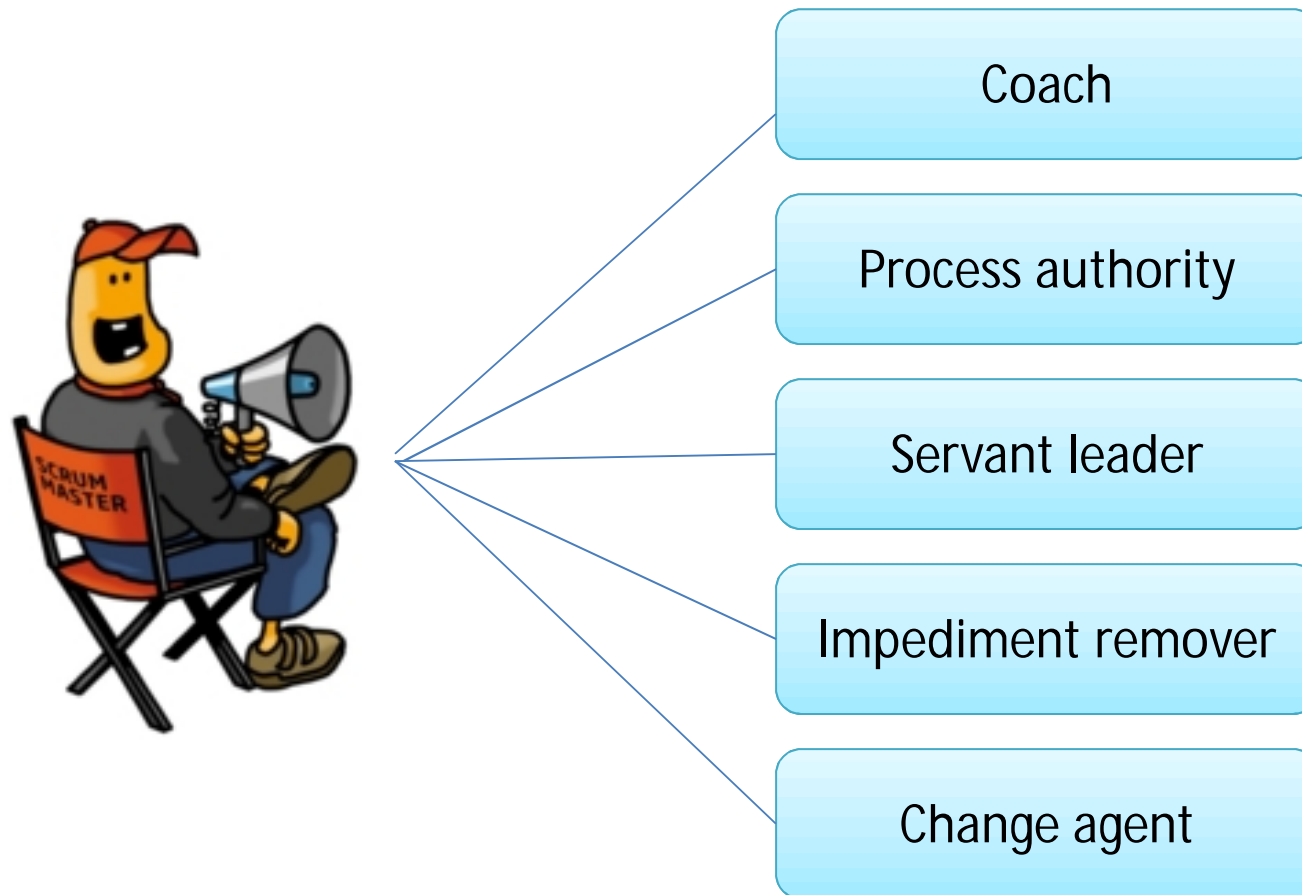 SCRUM
MASTER
Coach
Process authority
Servant leader
Impediment remover
Change agent